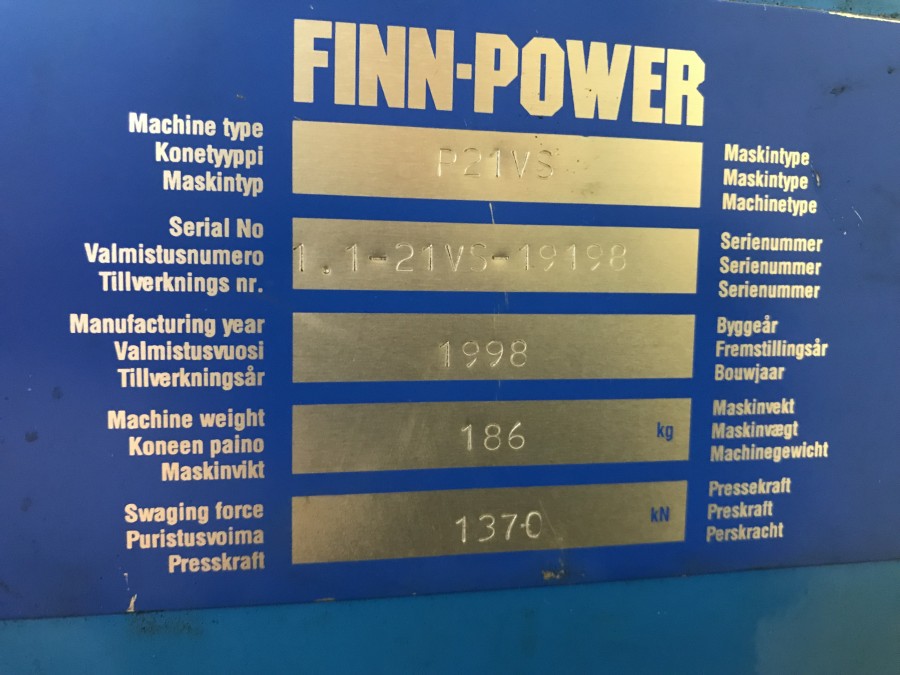 FINN-POWER
Machine type
Konetyyppi
Maskintyp
P21VS
Maskintype
Maskintype
Machinetype
Serial No
Valmistusnumero
Tillverknings nr.
1.1-21VS-19198
Serienummer
Serienummer
Serienummer
Manufacturing year
Valmistusvuosi
Tillverkningsår
1998
Byggeår
Fremstillingsår
Bouwjaar
Machine weight
Koneen paino
Maskinvikt
186 kg
Maskinvekt
Maskinvægt
Machinegewicht
Swaging force
Puristusvoima
Presskraft
1370 kN
Pressekraft
Preskraft
Perskracht